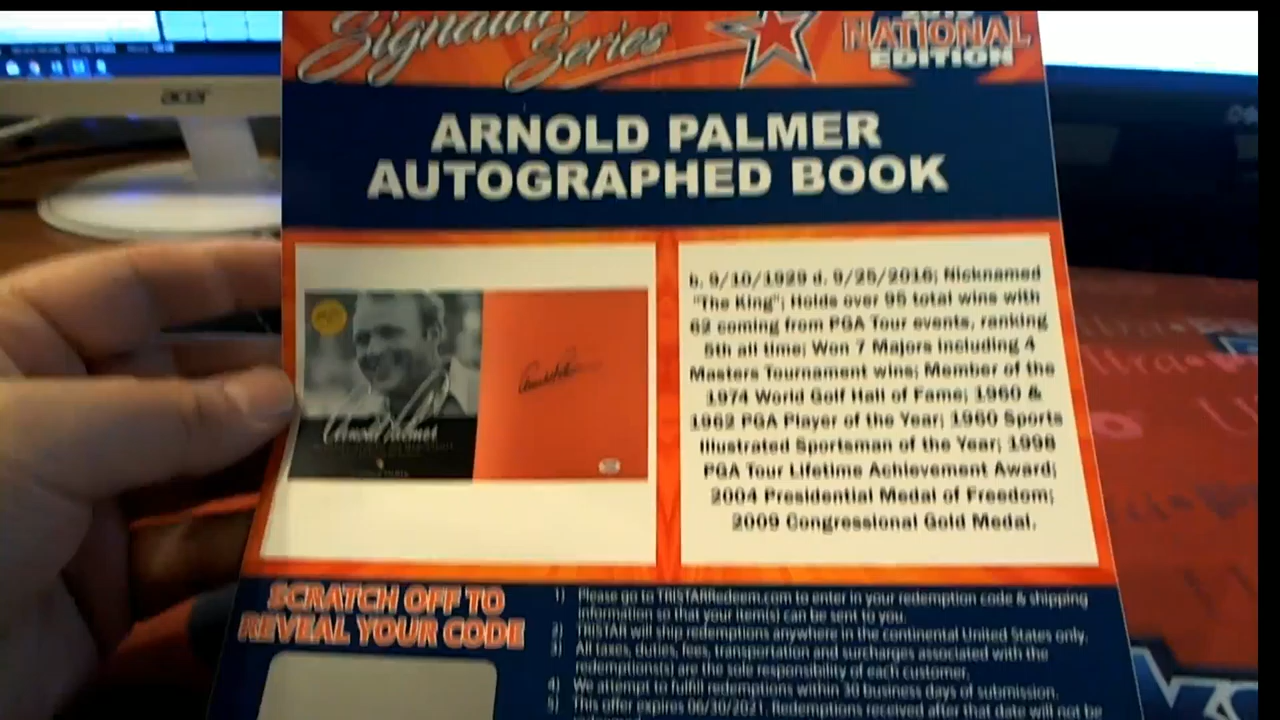 acer
Signature
Series
NATIONAL
EDITION
ARNOLD PALMER
AUTOGRAPHED BOOK
b. 9/10/1929 d. 9/25/2016; Nicknamed
"The King"; Holds over 95 total wins with
62 coming from PGA Tour events, ranking
5th all time; Won 7 Majors including 4
Masters Tournament wins; Member of the
1974 World Golf Hall of Fame; 1960 &
1962 PGA Player of the Year; 1960 Sports
Illustrated Sportsman of the Year; 1998
PGA Tour Lifetime Achievement Award;
2004 Presidential Medal of Freedom;
2009 Congressional Gold Medal.
Arnold Palmer
SCRATCH OFF TO
REVEAL YOUR CODE
1) Please go to TRISTARRedeem.com to enter in your redemption code & shipping
information so that your item(s) can be sent to you.
2) TRISTAR will ship redemptions anywhere in the continental United States only.
3) All taxes, duties, fees, transportation and surcharges associated with the
redemption(s) are the sole responsibility of each customer.
4) We attempt to fulfill redemptions within 30 business days of submission.
5) This offer expires 06/30/2021. Redemptions received after that date will not be